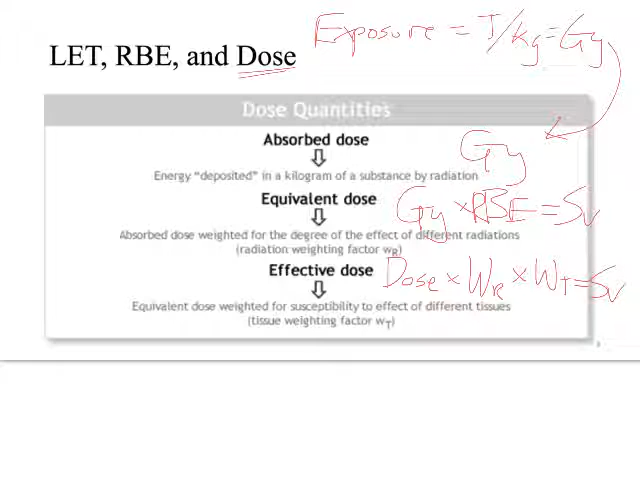 Exposure = J/kg = Gy
LET, RBE, and Dose
Dose Quantities
Absorbed dose
Gy
Energy "deposited" in a kilogram of a substance by radiation
Equivalent dose
Gy × RBE = Sv
Absorbed dose weighted for the degree of the effect of different radiations
(radiation weighting factor wR)
Effective dose
Dose × WR × WT = Sv
Equivalent dose weighted for susceptibility to effect of different tissues
(tissue weighting factor wT)